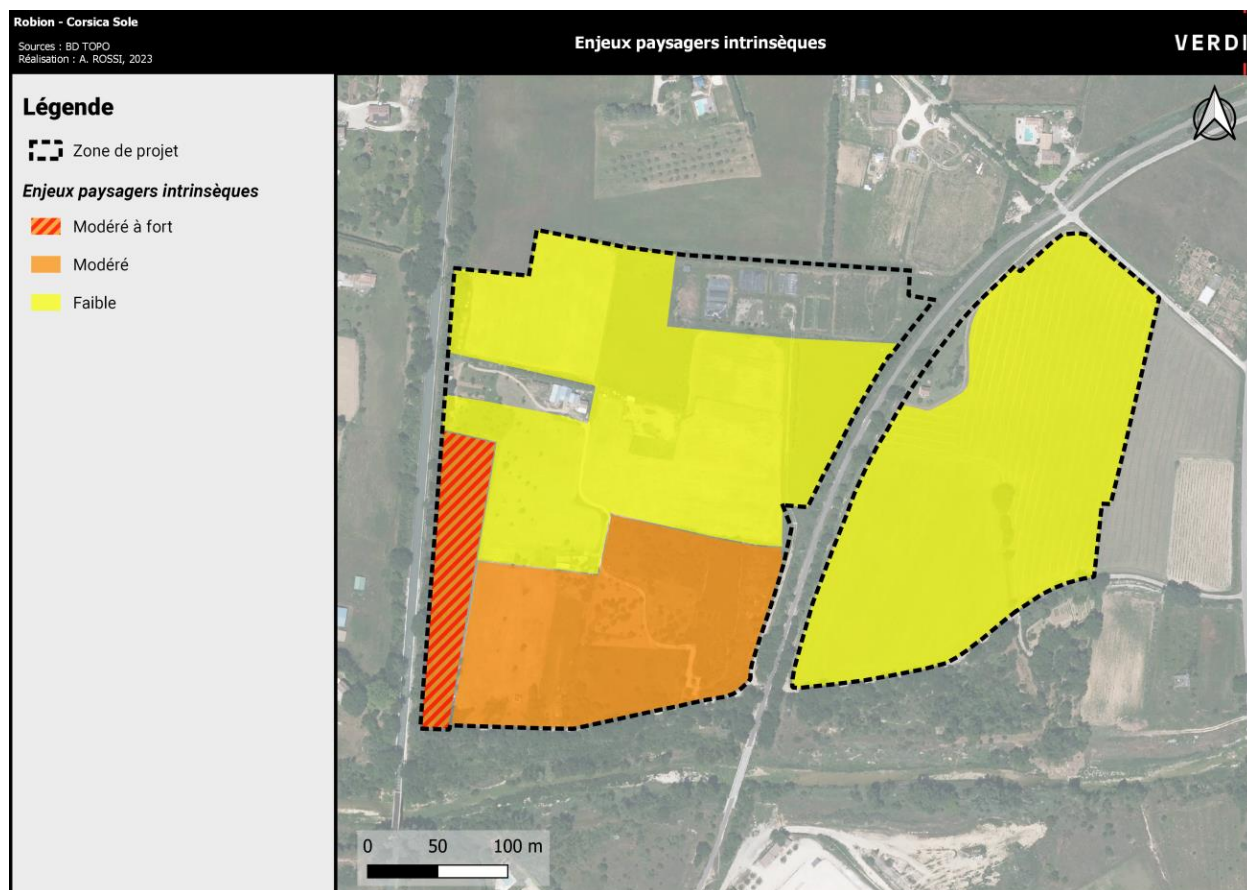 Robion - Corsica Sole
Sources : BD TOPO
Réalisation : A. ROSSI, 2023
Enjeux paysagers intrinsèques
VERDI
Légende
Zone de projet
Enjeux paysagers intrinsèques
Modéré à fort
Modéré
Faible
0 50 100 m